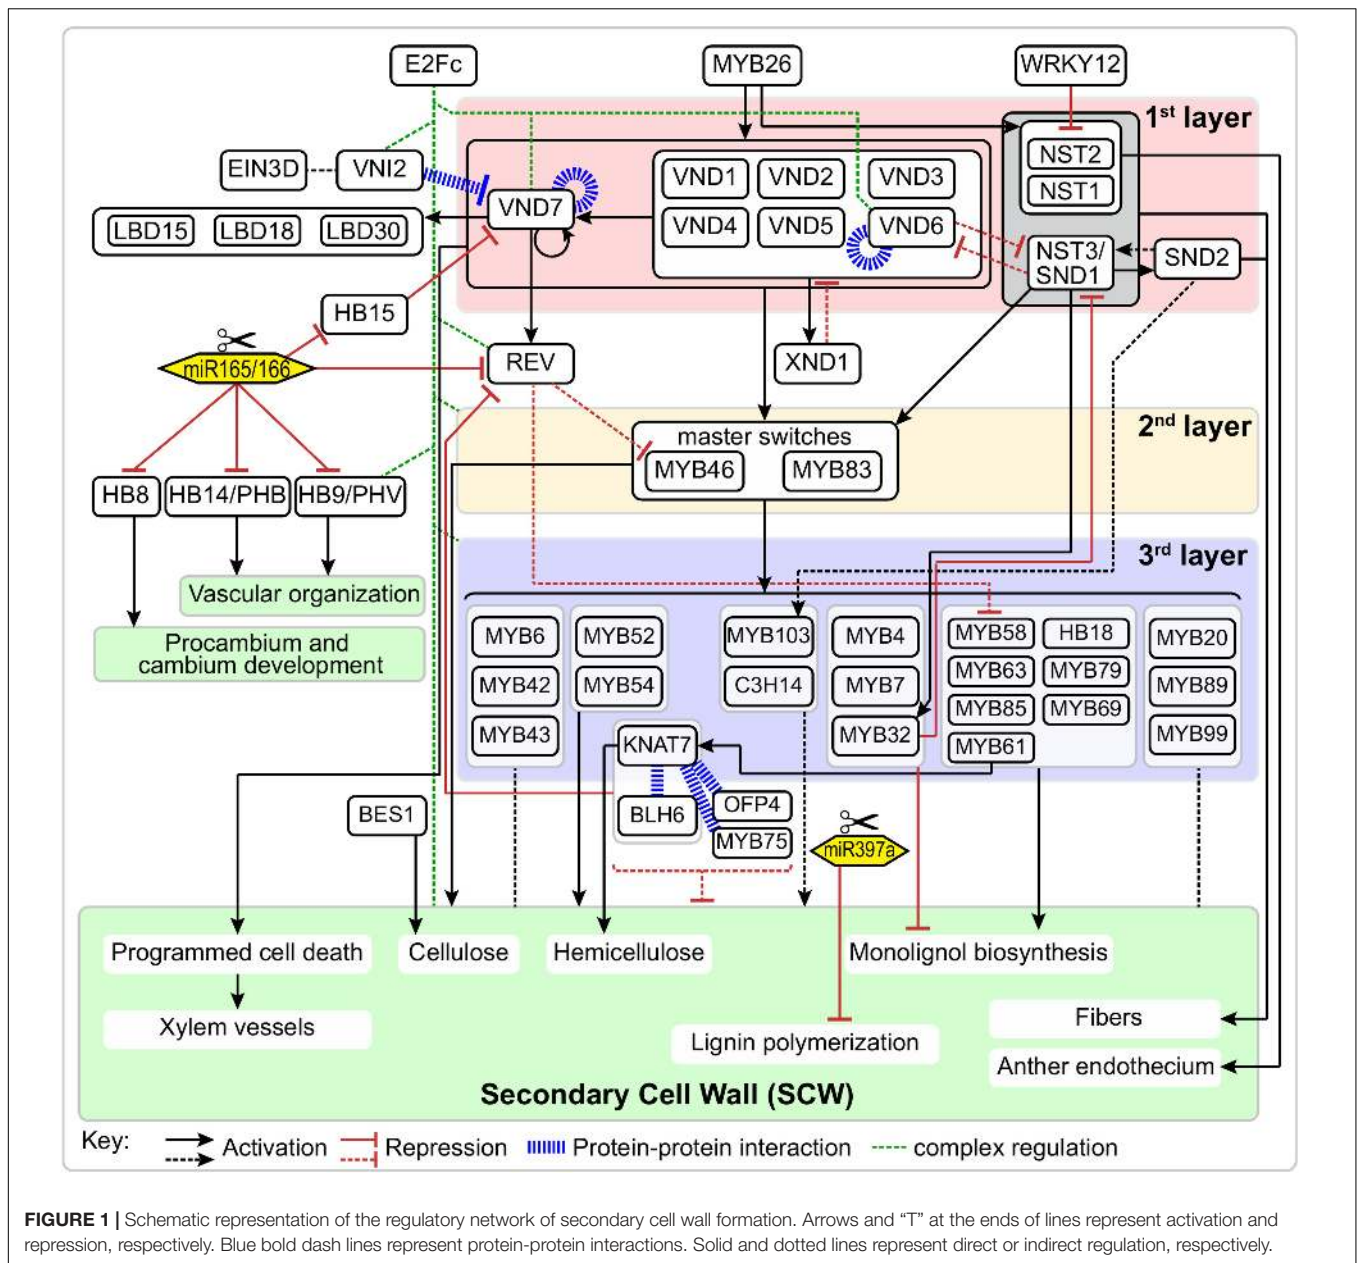 E2Fc
MYB26
WRKY12
1st layer
EIN3D
VNI2
VND7
VND1
VND2
VND3
VND4
VND5
VND6
NST2
NST1
NST3/
SND1
SND2
LBD15
LBD18
LBD30
HB15
miR165/166
REV
XND1
2nd layer
master switches
MYB46
MYB83
HB8
HB14/PHB
HB9/PHV
Vascular organization
Procambium and
cambium development
3rd layer
MYB6
MYB42
MYB43
MYB52
MYB54
MYB103
C3H14
MYB4
MYB7
MYB32
MYB58
HB18
MYB63
MYB79
MYB85
MYB69
MYB61
MYB20
MYB89
MYB99
KNAT7
BLH6
OFP4
MYB75
BES1
miR397a
Programmed cell death
Cellulose
Hemicellulose
Monolignol biosynthesis
Xylem vessels
Lignin polymerization
Fibers
Anther endothecium
Secondary Cell Wall (SCW)
Key:
Activation
Repression
Protein-protein interaction
complex regulation
FIGURE 1 | Schematic representation of the regulatory network of secondary cell wall formation. Arrows and “T” at the ends of lines represent activation and
repression, respectively. Blue bold dash lines represent protein-protein interactions. Solid and dotted lines represent direct or indirect regulation, respectively.